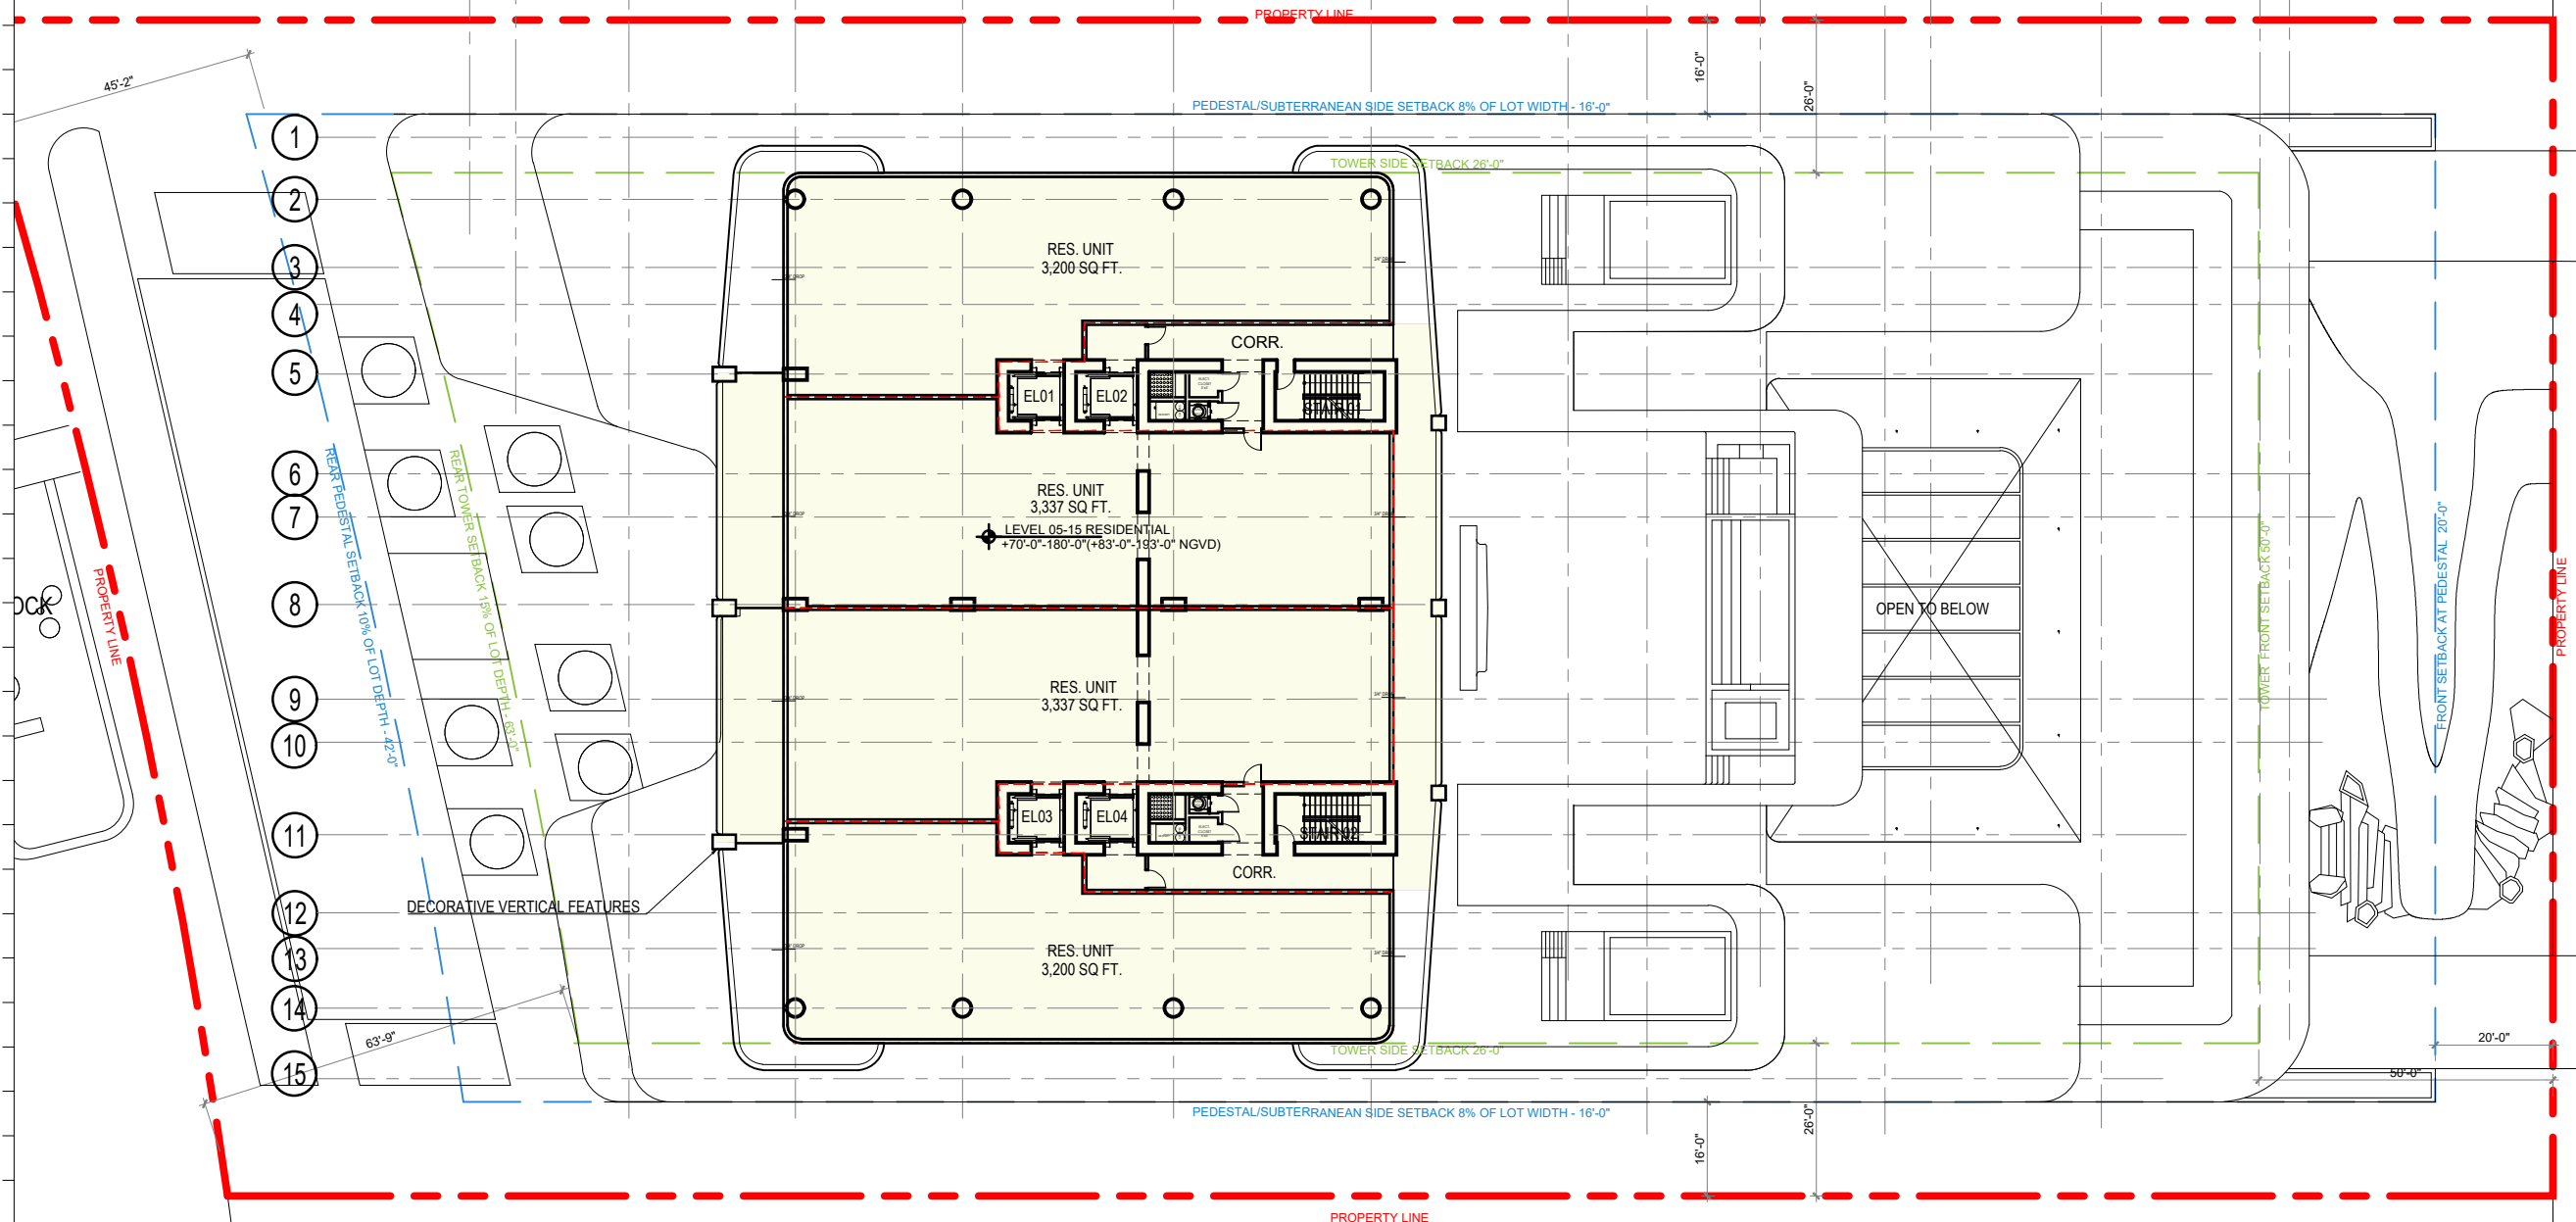 PROPERTY LINE
45'-2"
16'-0"
26'-0"
PEDESTAL/SUBTERRANEAN SIDE SETBACK 8% OF LOT WIDTH - 16'-0"
TOWER SIDE SETBACK 26'-0"
1
2
3
4
5
6
7
8
9
10
11
12
13
14
15
RES. UNIT
3,200 SQ FT.
CORR.
EL01
EL02
STAIR 01
RES. UNIT
3,337 SQ FT.
LEVEL 05-15 RESIDENTIAL
+70'-0"-180'-0"(+83'-0"-193'-0" NGVD)
RES. UNIT
3,337 SQ FT.
EL03
EL04
STAIR 02
CORR.
RES. UNIT
3,200 SQ FT.
OPEN TO BELOW
PROPERTY LINE
REAR PEDESTAL SETBACK 10% OF LOT DEPTH - 42'-0"
REAR TOWER SETBACK 15% OF LOT DEPTH - 63'-0"
TOWER FRONT SETBACK 50'-0"
FRONT SETBACK AT PEDESTAL 20'-0"
PROPERTY LINE
OCK
DECORATIVE VERTICAL FEATURES
63'-9"
TOWER SIDE SETBACK 26'-0"
20'-0"
50'-0"
PEDESTAL/SUBTERRANEAN SIDE SETBACK 8% OF LOT WIDTH - 16'-0"
16'-0"
26'-0"
PROPERTY LINE